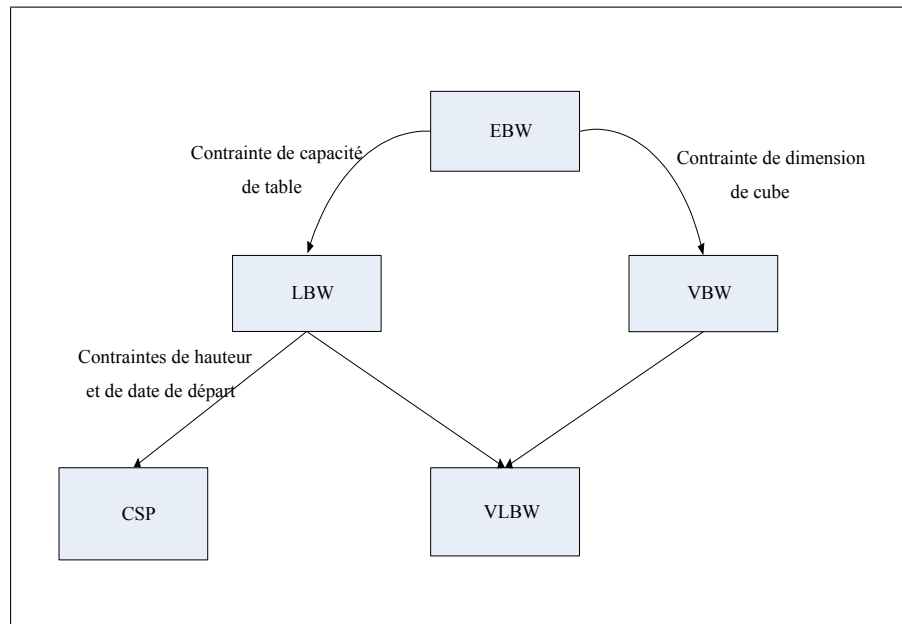 EBW
Contrainte de capacité
de table
Contrainte de dimension
de cube
LBW
VBW
Contraintes de hauteur
et de date de départ
CSP
VLBW